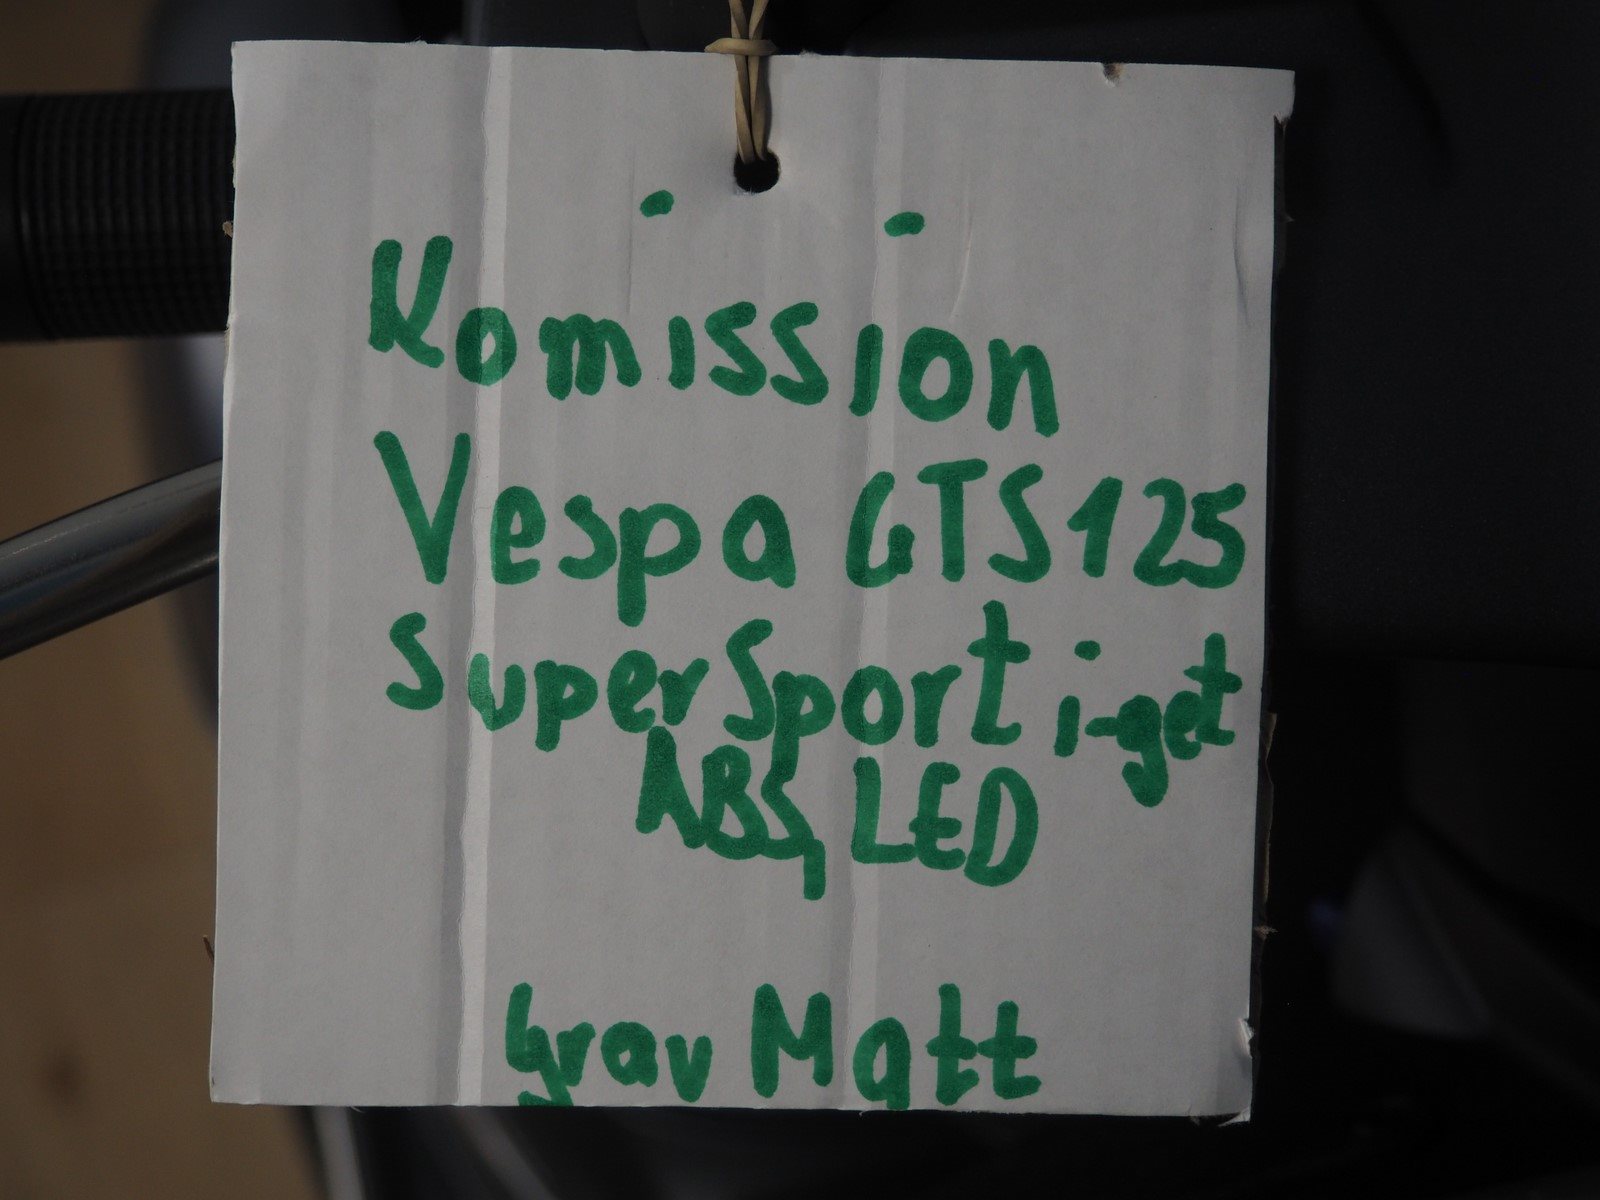 Komission
Vespa GTS 125
SuperSport i-get
ABS, LED
Grau Matt